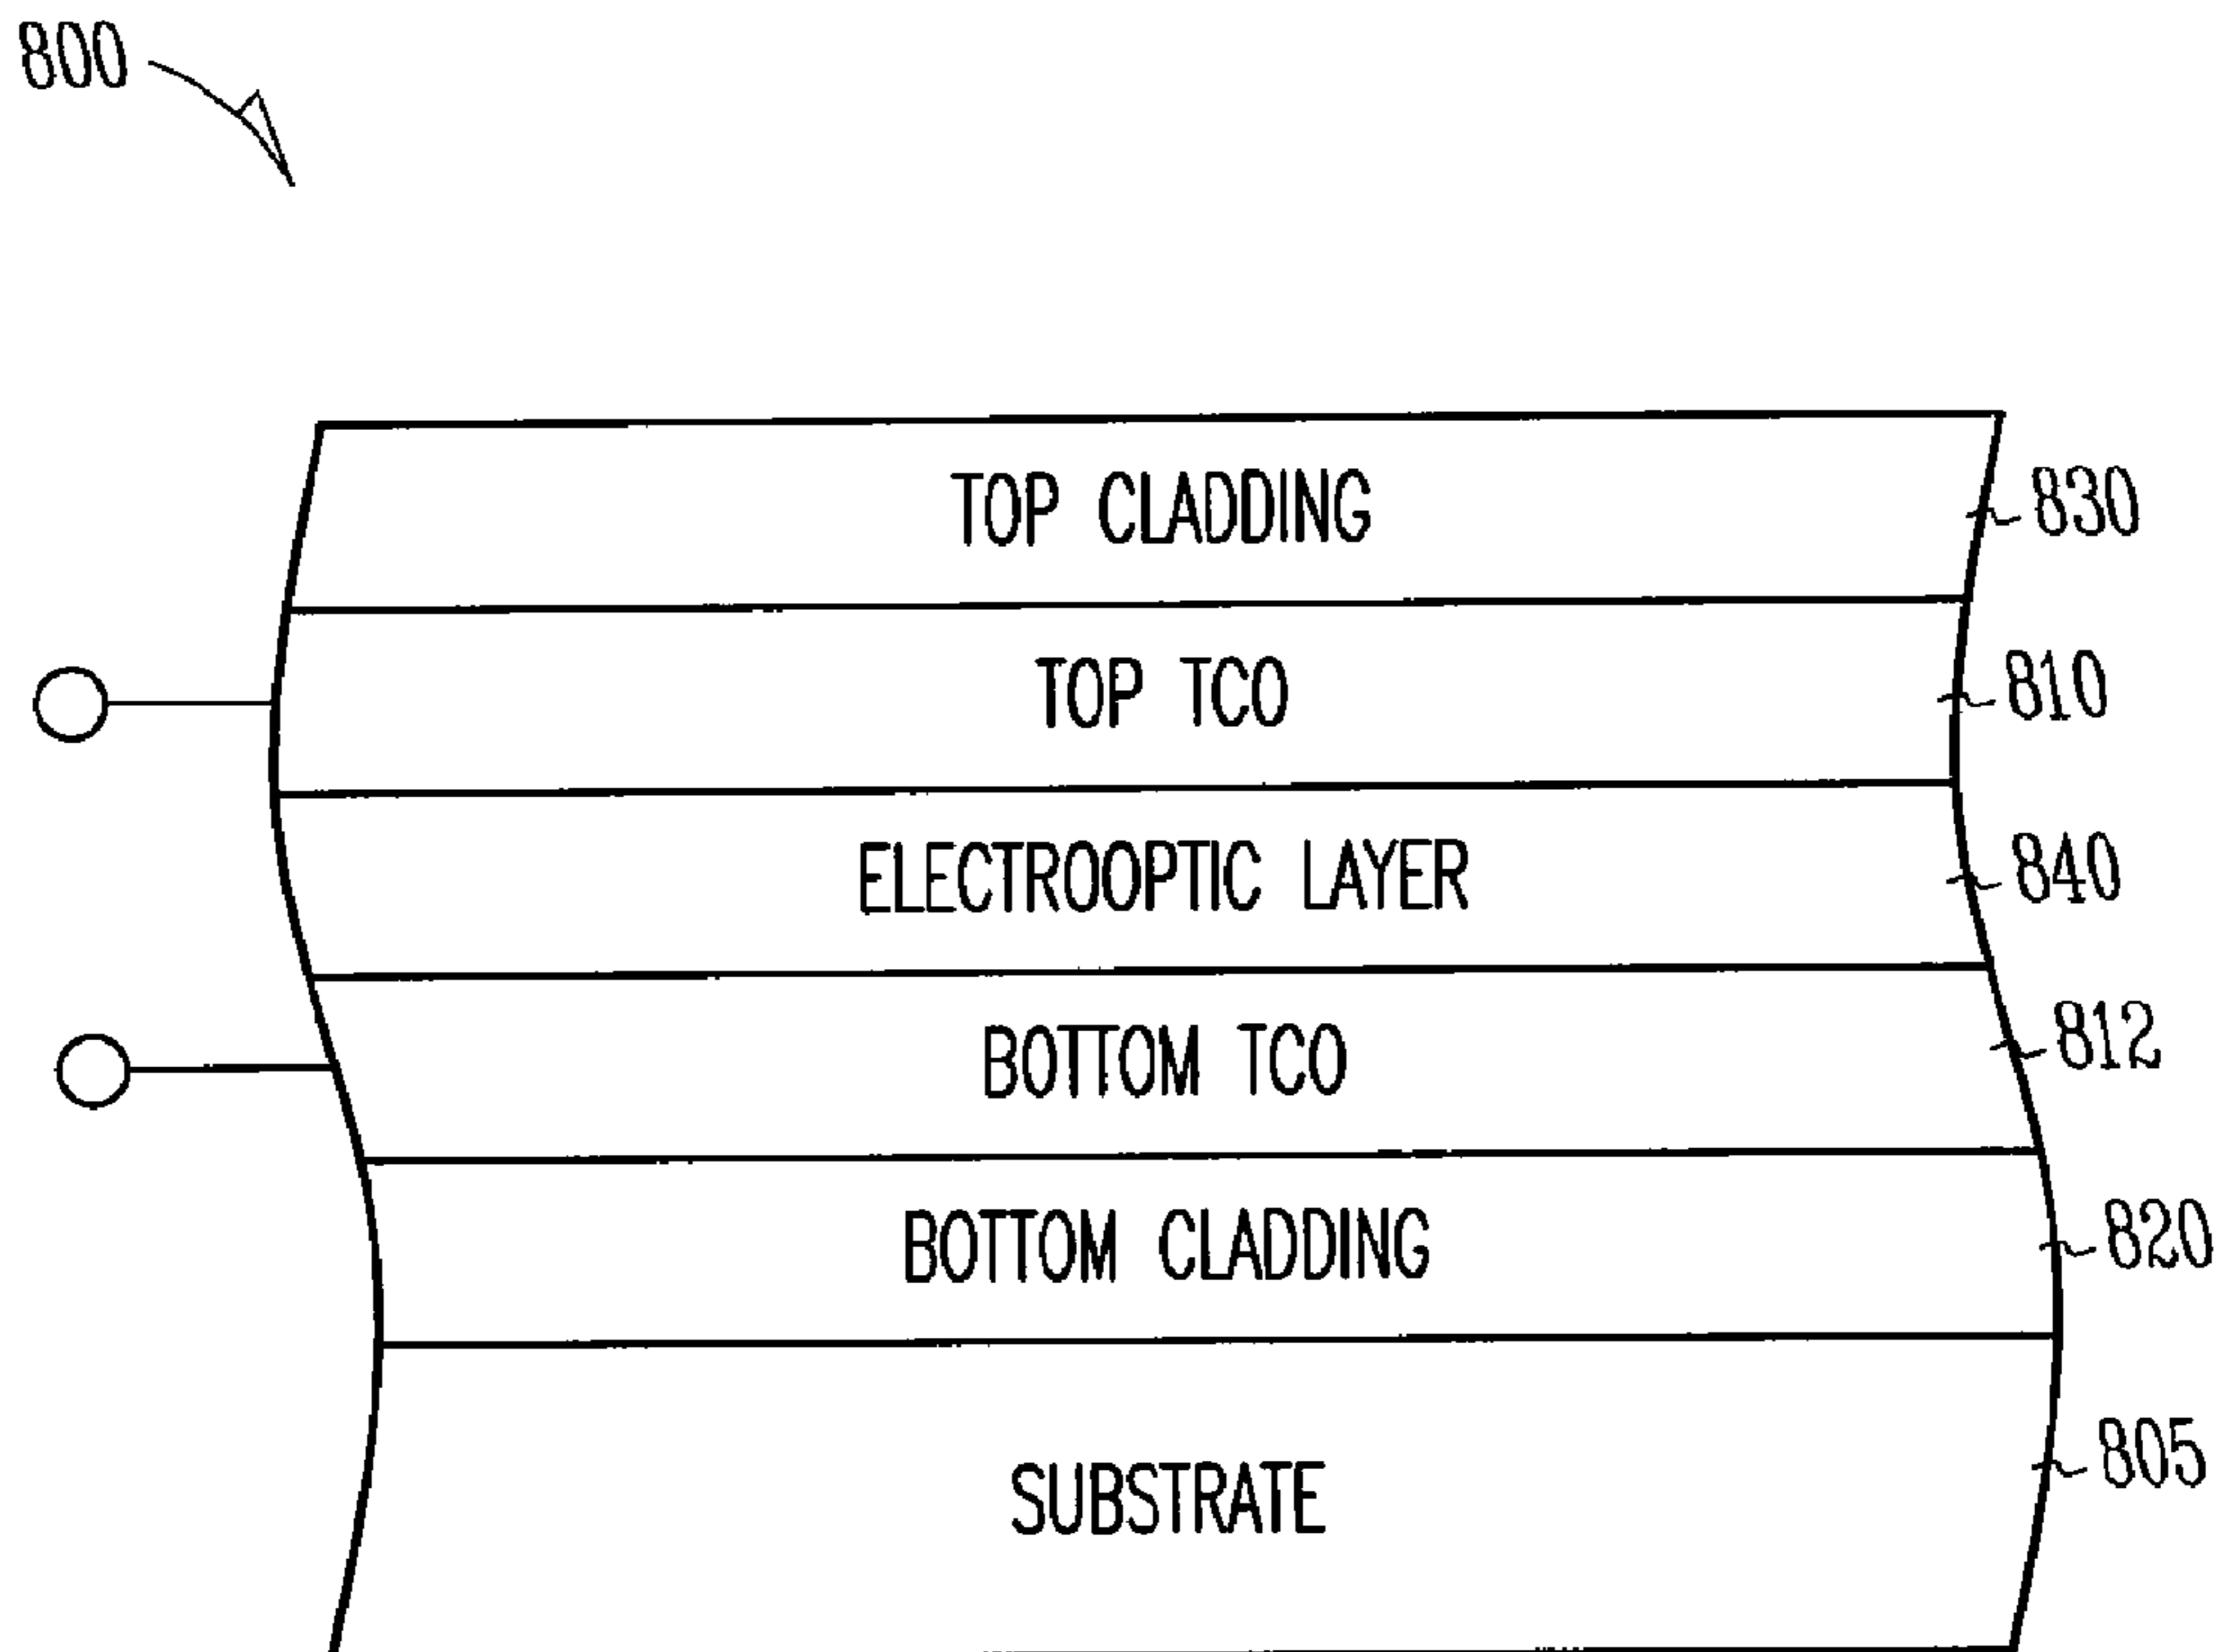 800
TOP CLADDING 830
TOP TCO 810
ELECTROOPTIC LAYER 840
BOTTOM TCO 812
BOTTOM CLADDING 820
SUBSTRATE 805